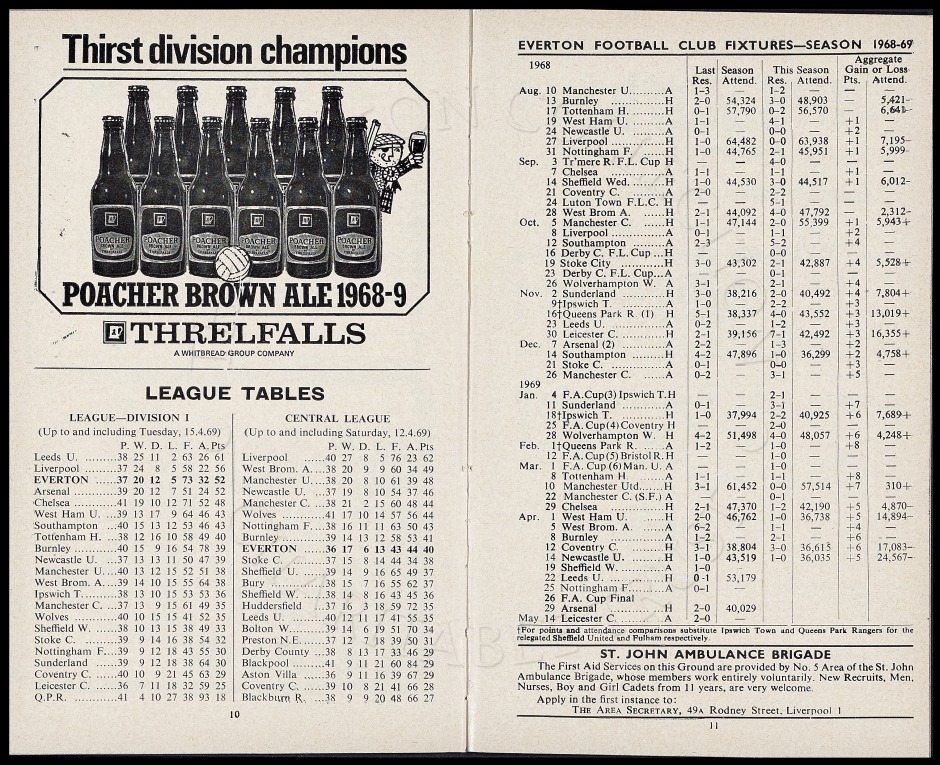 Thirst division champions
POACHER BROWN ALE 1968-9
THRELFALLS
A WHITBREAD GROUP COMPANY
LEAGUE TABLES
LEAGUE—DIVISION 1
(Up to and including Tuesday, 15.4.69)
P. W. D. L. F. A. Pts
Leeds U. ..........38 25 11 2 63 26 61
Liverpool ..........37 24 8 5 58 22 56
EVERTON ..........37 20 12 5 73 32 52
Arsenal ..........39 20 12 7 51 24 52
Chelsea ..........41 19 10 12 71 52 48
West Ham U. ...39 13 17 9 64 46 43
Southampton ...40 15 13 12 53 46 43
Tottenham H. ...38 12 16 10 58 49 40
Burnley ..........40 15 9 16 54 78 39
Newcastle U. ...37 13 13 11 50 47 39
Manchester U....40 13 12 15 52 51 38
West Brom. A....39 14 10 15 55 64 38
Ipswich T. .......38 13 10 15 53 53 36
Manchester C. ...37 13 9 15 61 49 35
Wolves ..........40 10 15 15 41 52 35
Sheffield W. ......38 10 13 15 38 49 33
Stoke C. ..........39 9 14 16 38 54 32
Nottingham F....39 9 12 18 43 55 30
Sunderland ......39 9 12 18 38 64 30
Coventry C. ......40 10 9 21 45 63 29
Leicester C. ......36 7 11 18 32 59 25
Q.P.R. ..........41 4 10 27 38 93 18
CENTRAL LEAGUE
(Up to and including Saturday, 12.4.69)
P. W. D. L. F. A. Pts
Liverpool ..........40 27 8 5 76 23 62
West Brom. A....38 20 9 9 60 34 49
Manchester U....38 20 8 10 61 39 48
Newcastle U. ...37 19 8 10 54 37 46
Manchester C. ...38 21 2 15 60 48 44
Wolves ..........41 17 10 14 57 56 44
Nottingham F....38 16 11 11 63 50 43
Burnley ..........39 14 13 12 58 53 41
EVERTON ......36 17 6 13 43 44 40
Stoke C. ..........37 15 8 14 44 34 38
Sheffield U. ......39 14 9 16 65 49 37
Bury ..........38 15 7 16 55 62 37
Sheffield W. ......38 14 8 16 43 45 36
Huddersfield ...37 16 3 18 59 72 35
Leeds U. ..........40 12 11 17 41 55 35
Bolton W. ........39 14 6 19 51 70 34
Preston N.E. ...37 12 7 18 39 50 31
Derby County ...38 8 13 17 33 46 29
Blackpool ........41 9 11 21 60 84 29
Aston Villa ......36 9 11 16 39 67 29
Coventry C. ......39 10 8 21 41 66 28
Blackburn R. ...38 9 9 20 48 66 27
10
EVERTON FOOTBALL CLUB FIXTURES—SEASON 1968-69
1968 Last Season This Season Aggregate Gain or Loss
Res. Attend. Res. Attend. Pts. Attend.
Aug. 10 Manchester U..........A 1–3 — 1–2 — — —
13 Burnley ..........H 2–0 54,324 3–0 48,903 — 5,421–
17 Tottenham H. ......H 0–1 57,790 0–2 56,570 — 6,641–
19 West Ham U. ......A 1–1 — 4–1 — +1 —
24 Newcastle U. ......A 0–1 — 0–0 — +2 —
27 Liverpool ..........H 1–0 64,482 0–0 63,938 +1 7,195–
31 Nottingham F. ......H 1–0 44,765 2–1 45,951 +1 5,999–
Sep. 3 Tr'mere R. F.L. Cup H — — 4–0 — — —
7 Chelsea ..........A 1–1 — 1–1 — +1 —
14 Sheffield Wed. ......H 1–0 44,530 3–0 44,517 +1 6,012–
21 Coventry C. ......A 2–0 — 2–2 — — —
24 Luton Town F.L.C. H — — 5–1 — — —
28 West Brom A. ......H 2–1 44,092 4–0 47,792 — 2,312–
Oct. 5 Manchester C. ......H 1–1 47,144 2–0 55,399 +1 5,943+
8 Liverpool ..........A 0–1 — 1–1 — +2 —
12 Southampton ......A 2–3 — 5–2 — +4 —
16 Derby C. F.L. Cup ...H — — 0–0 — — —
19 Stoke City ..........H 3–0 43,302 2–1 42,887 +4 5,528+
23 Derby C. F.L. Cup...A — — 0–1 — — —
26 Wolverhampton W. A 3–1 — 2–1 — +4 —
Nov. 2 Sunderland ..........H 3–0 38,216 2–0 40,492 +4 7,804+
9†Ipswich T. ..........A 1–0 — 2–2 — +3 —
16†Queens Park R. (1) H 5–1 38,337 4–0 43,552 +3 13,019+
23 Leeds U. ..........A 0–2 — 1–2 — +3 —
30 Leicester C. ..........H 2–1 39,156 7–1 42,492 +3 16,355+
Dec. 7 Arsenal (2) ..........A 2–2 — 1–3 — +2 —
14 Southampton ......H 4–2 47,896 1–0 36,299 +2 4,758+
21 Stoke C. ..........A 0–1 — 0–0 — +3 —
26 Manchester C. ......A 0–2 — 3–1 — +5 —
1969
Jan. 4 F.A.Cup(3) Ipswich T.H — — 2–1 — — —
11 Sunderland ..........A 0–1 — 3–1 — +7 —
18†Ipswich T. ..........H 1–0 37,994 2–2 40,925 +6 7,689+
25 F.A. Cup(4) Coventry H — — 2–0 — — —
28 Wolverhampton W. H 4–2 51,498 4–0 48,057 +6 4,248+
Feb. 1†Queens Park R. ......A 1–0 — 1–0 — +8 —
12 F.A.Cup (5) Bristol R.H — — 1–0 — — —
Mar. 1 F.A. Cup (6) Man. U. A — — 1–0 — — —
8 Tottenham H. ......A 1–1 — 1–1 — +8 —
10 Manchester Utd.......H 3–1 61,452 0–0 57,514 +7 310+
22 Manchester C. (S.F.) A — — 0–1 — — —
29 Chelsea ..........H 2–1 47,370 1–2 42,190 +5 4,870–
Apr. 1 West Ham U. ......H 2–0 46,762 1–0 36,738 +5 14,894–
5 West Brom. A. ......A 6–2 — 1–1 — +4 —
8 Burnley ..........A 1–2 — 2–1 — +6 —
12 Coventry C. ..........H 3–1 38,804 3–0 36,615 +6 17,083–
14 Newcastle U. ......H 1–0 43,519 1–0 36,035 +5 24,567–
19 Sheffield W. ......A 1–0
22 Leeds U. ..........H 0–1 53,179
25 Nottingham F. ......A 0–1
26 F.A. Cup Final
29 Arsenal ..........H 2–0 40,029
May 14 Leicester C. ..........A 2–0
†For points and attendance comparisons substitute Ipswich Town and Queens Park Rangers for the
relegated Sheffield United and Fulham respectively.
ST. JOHN AMBULANCE BRIGADE
The First Aid Services on this Ground are provided by No. 5 Area of the St. John
Ambulance Brigade, whose members work entirely voluntarily. New Recruits, Men,
Nurses, Boy and Girl Cadets from 11 years, are very welcome.
Apply in the first instance to:
THE AREA SECRETARY, 49A Rodney Street, Liverpool 1
11